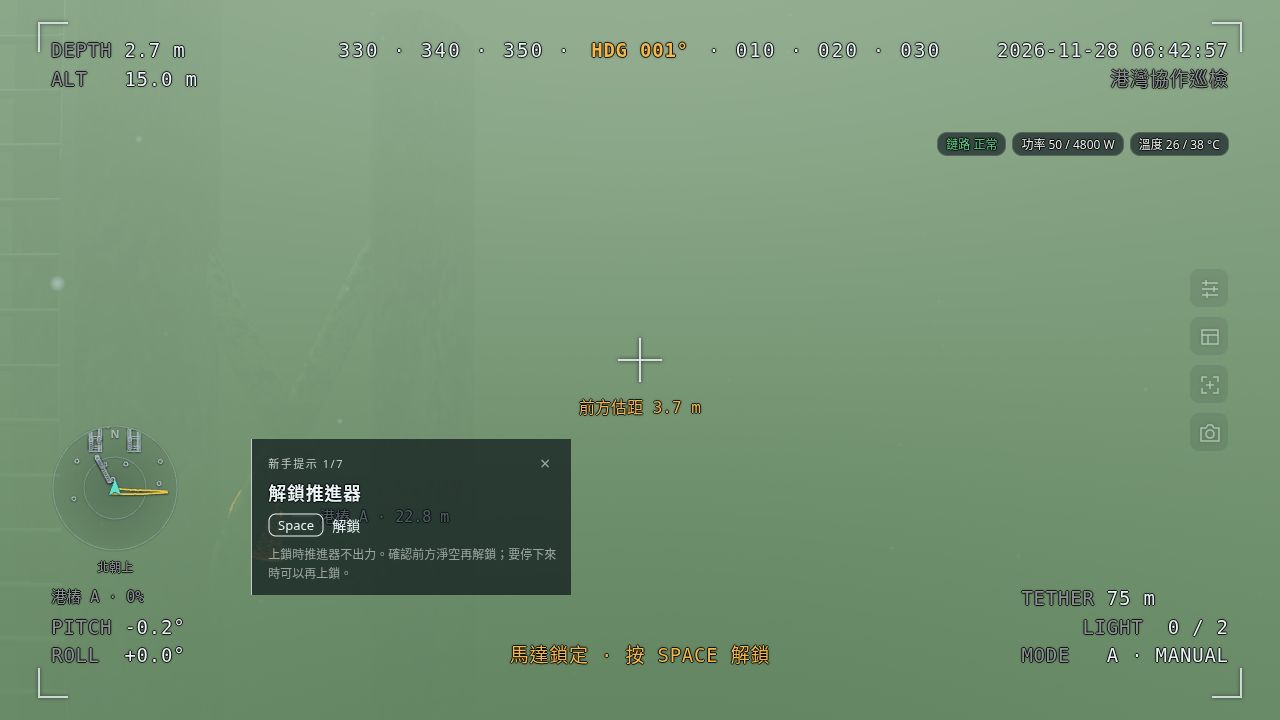 DEPTH 2.7 m
ALT 15.0 m
330 · 340 · 350 · HDG 001° · 010 · 020 · 030
2026-11-28 06:42:57
港灣協作巡檢
鏈路 正常
功率 50 / 4800 W
溫度 26 / 38 °C
前方估距 3.7 m
新手提示 1/7
×
解鎖推進器
港樁 A · 22.8 m
Space 解鎖
上鎖時推進器不出力。確認前方淨空再解鎖；要停下來
時可以再上鎖。
N
北朝上
港樁 A · 0%
PITCH -0.2°
ROLL +0.0°
馬達鎖定 · 按 SPACE 解鎖
TETHER 75 m
LIGHT 0 / 2
MODE A · MANUAL